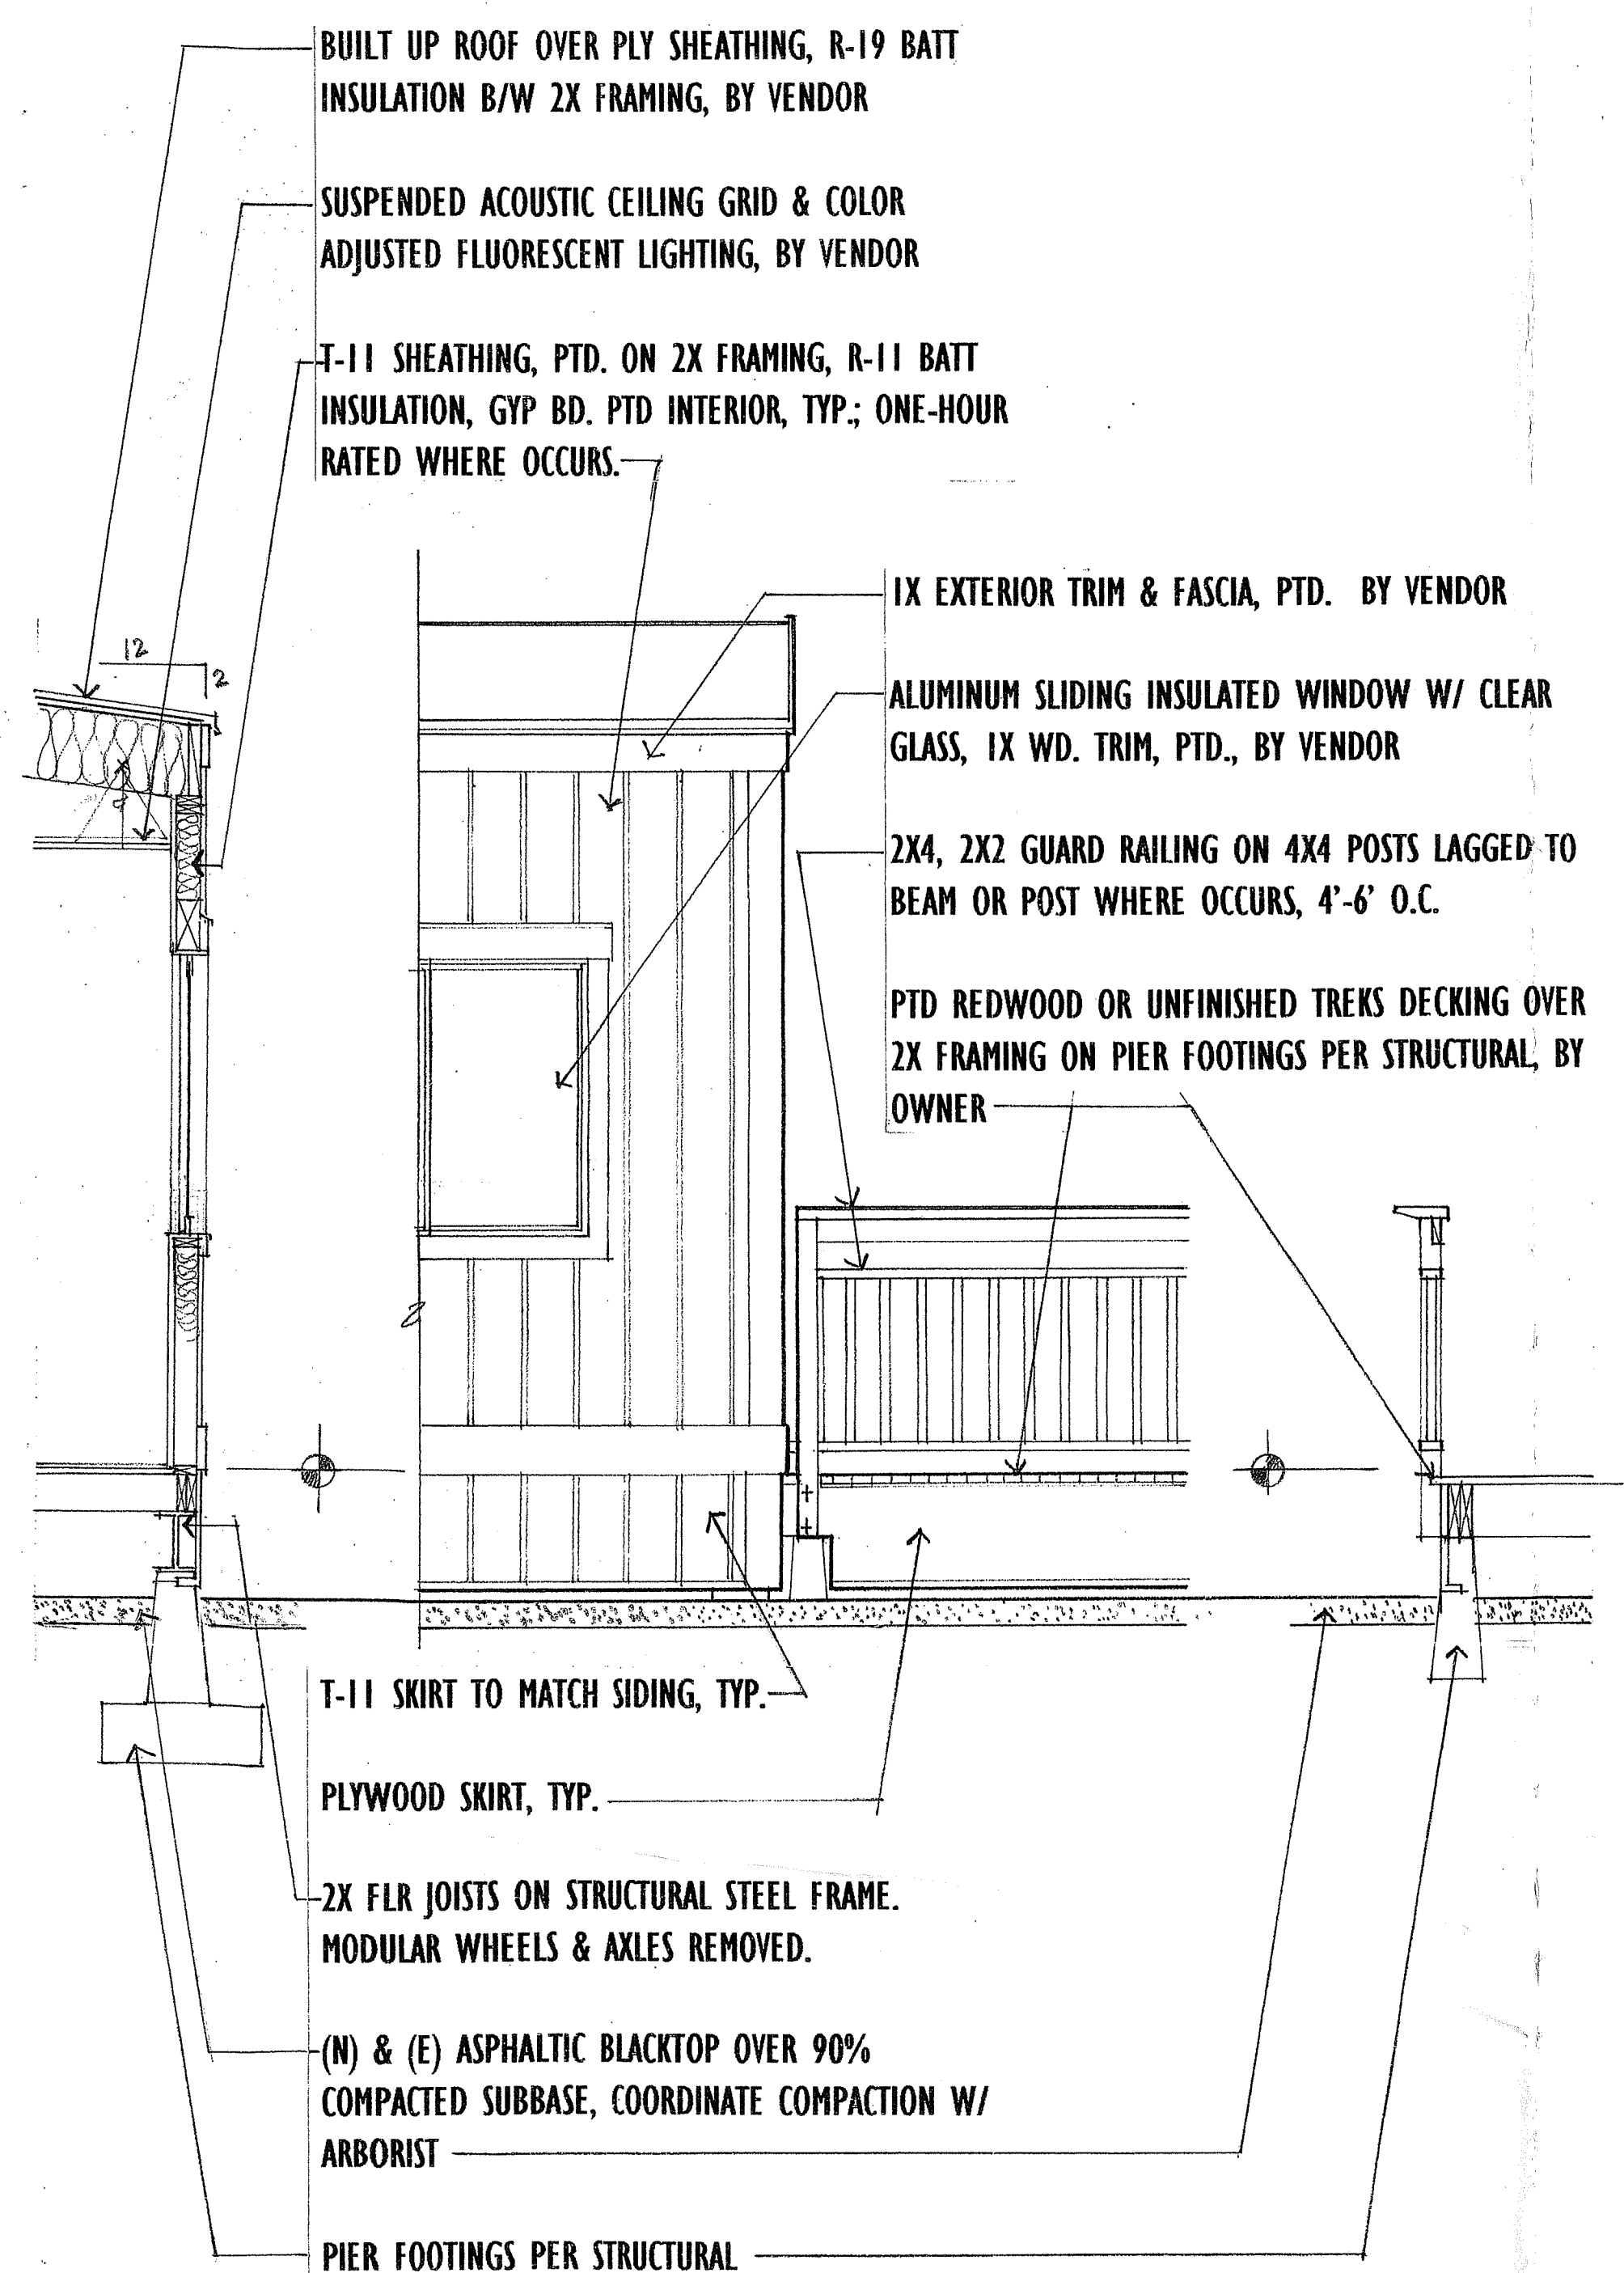 BUILT UP ROOF OVER PLY SHEATHING, R-19 BATT
INSULATION B/W 2X FRAMING, BY VENDOR
SUSPENDED ACOUSTIC CEILING GRID & COLOR
ADJUSTED FLUORESCENT LIGHTING, BY VENDOR
T-11 SHEATHING, PTD. ON 2X FRAMING, R-11 BATT
INSULATION, GYP BD. PTD INTERIOR, TYP.; ONE-HOUR
RATED WHERE OCCURS.
1X EXTERIOR TRIM & FASCIA, PTD. BY VENDOR
12
2
ALUMINUM SLIDING INSULATED WINDOW W/ CLEAR
GLASS, 1X WD. TRIM, PTD., BY VENDOR
2X4, 2X2 GUARD RAILING ON 4X4 POSTS LAGGED TO
BEAM OR POST WHERE OCCURS, 4'-6' O.C.
PTD REDWOOD OR UNFINISHED TREKS DECKING OVER
2X FRAMING ON PIER FOOTINGS PER STRUCTURAL, BY
OWNER
T-11 SKIRT TO MATCH SIDING, TYP.
PLYWOOD SKIRT, TYP.
2X FLR JOISTS ON STRUCTURAL STEEL FRAME.
MODULAR WHEELS & AXLES REMOVED.
(N) & (E) ASPHALTIC BLACKTOP OVER 90%
COMPACTED SUBBASE, COORDINATE COMPACTION W/
ARBORIST
PIER FOOTINGS PER STRUCTURAL